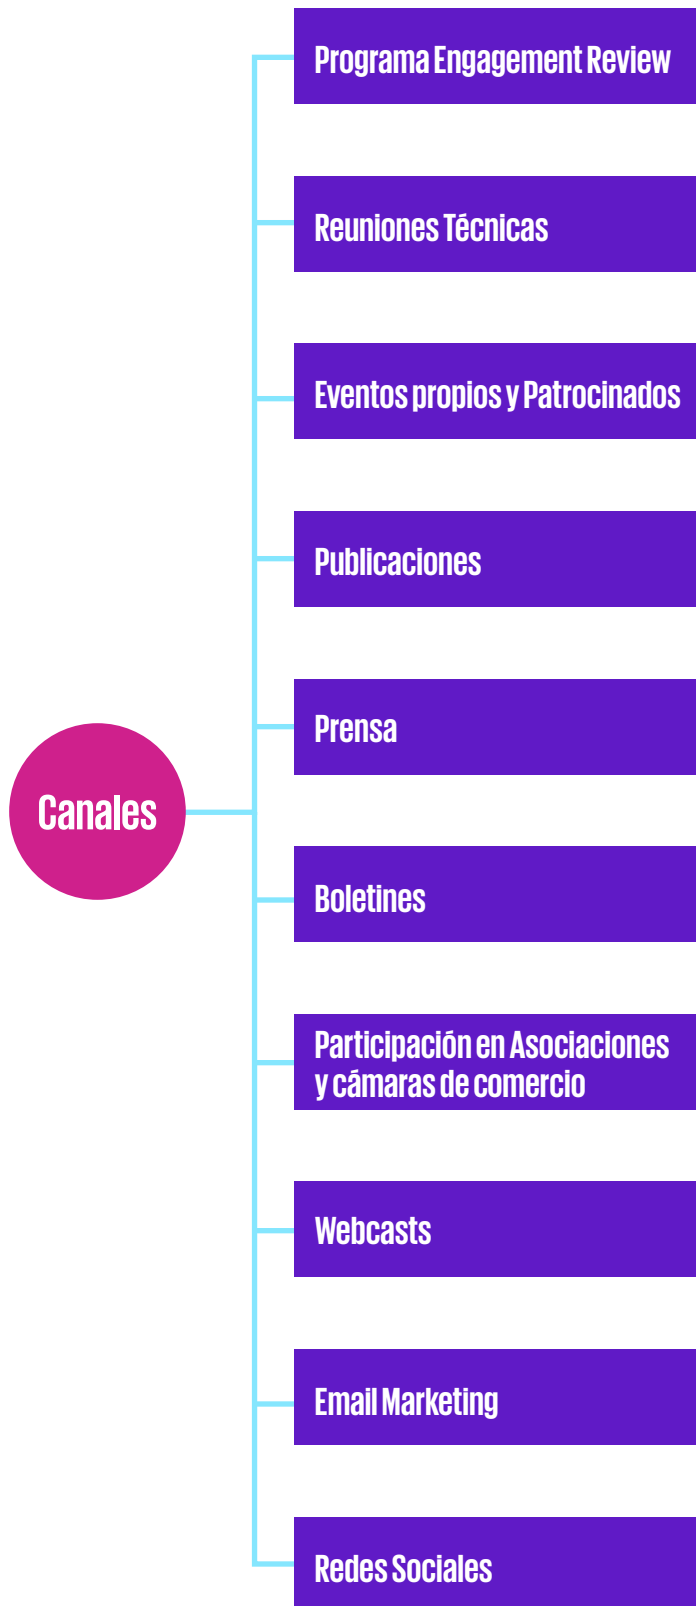 Programa Engagement Review
Reuniones Técnicas
Eventos propios y Patrocinados
Publicaciones
Prensa
Canales
Boletines
Participación en Asociaciones
y cámaras de comercio
Webcasts
Email Marketing
Redes Sociales